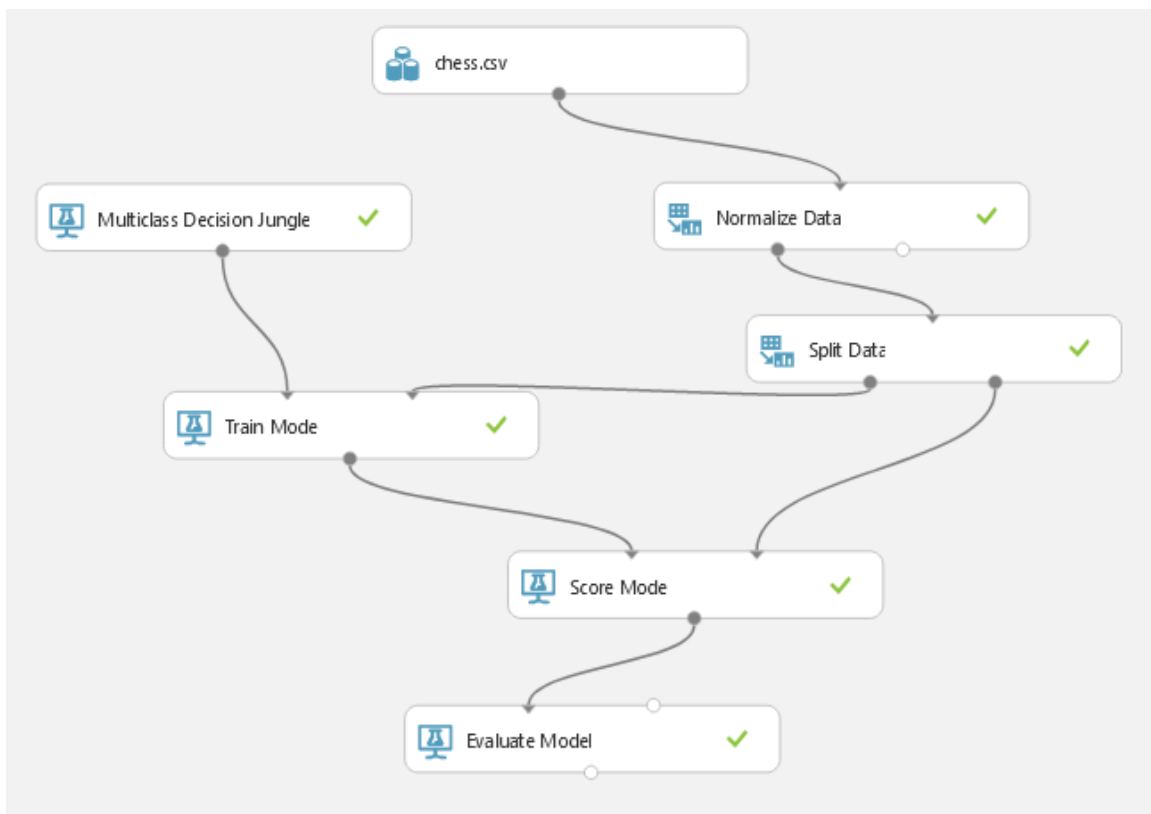 chess.csv
Multiclass Decision Jungle
Normalize Data
Split Data
Train Mode
Score Mode
Evaluate Model